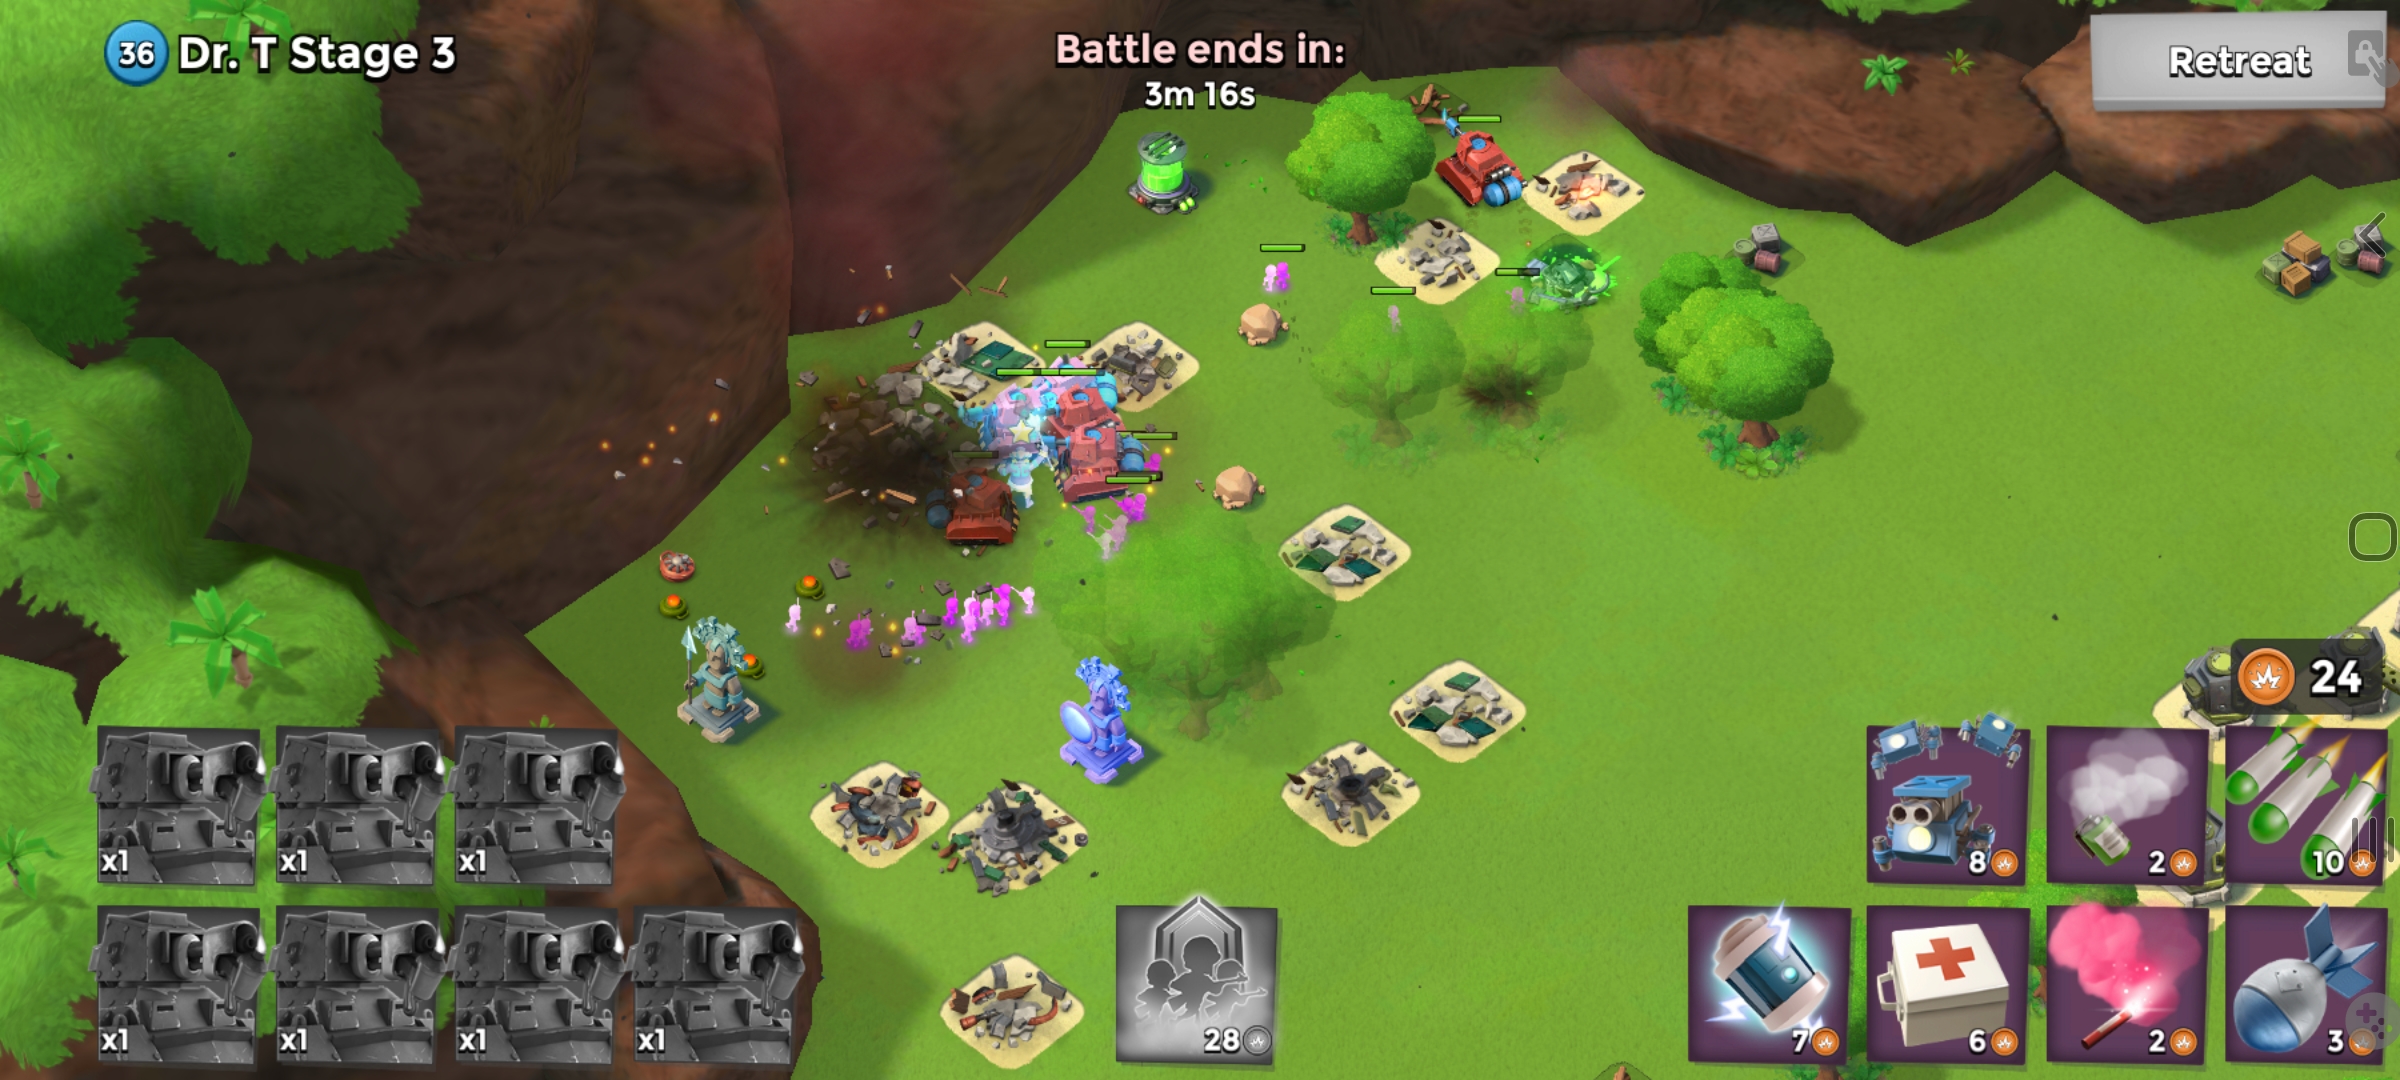 36 Dr. T Stage 3
Battle ends in:
3m 16s
Retreat
24
x1 x1 x1
8 2 10
x1 x1 x1 x1
28
7 6 2 3